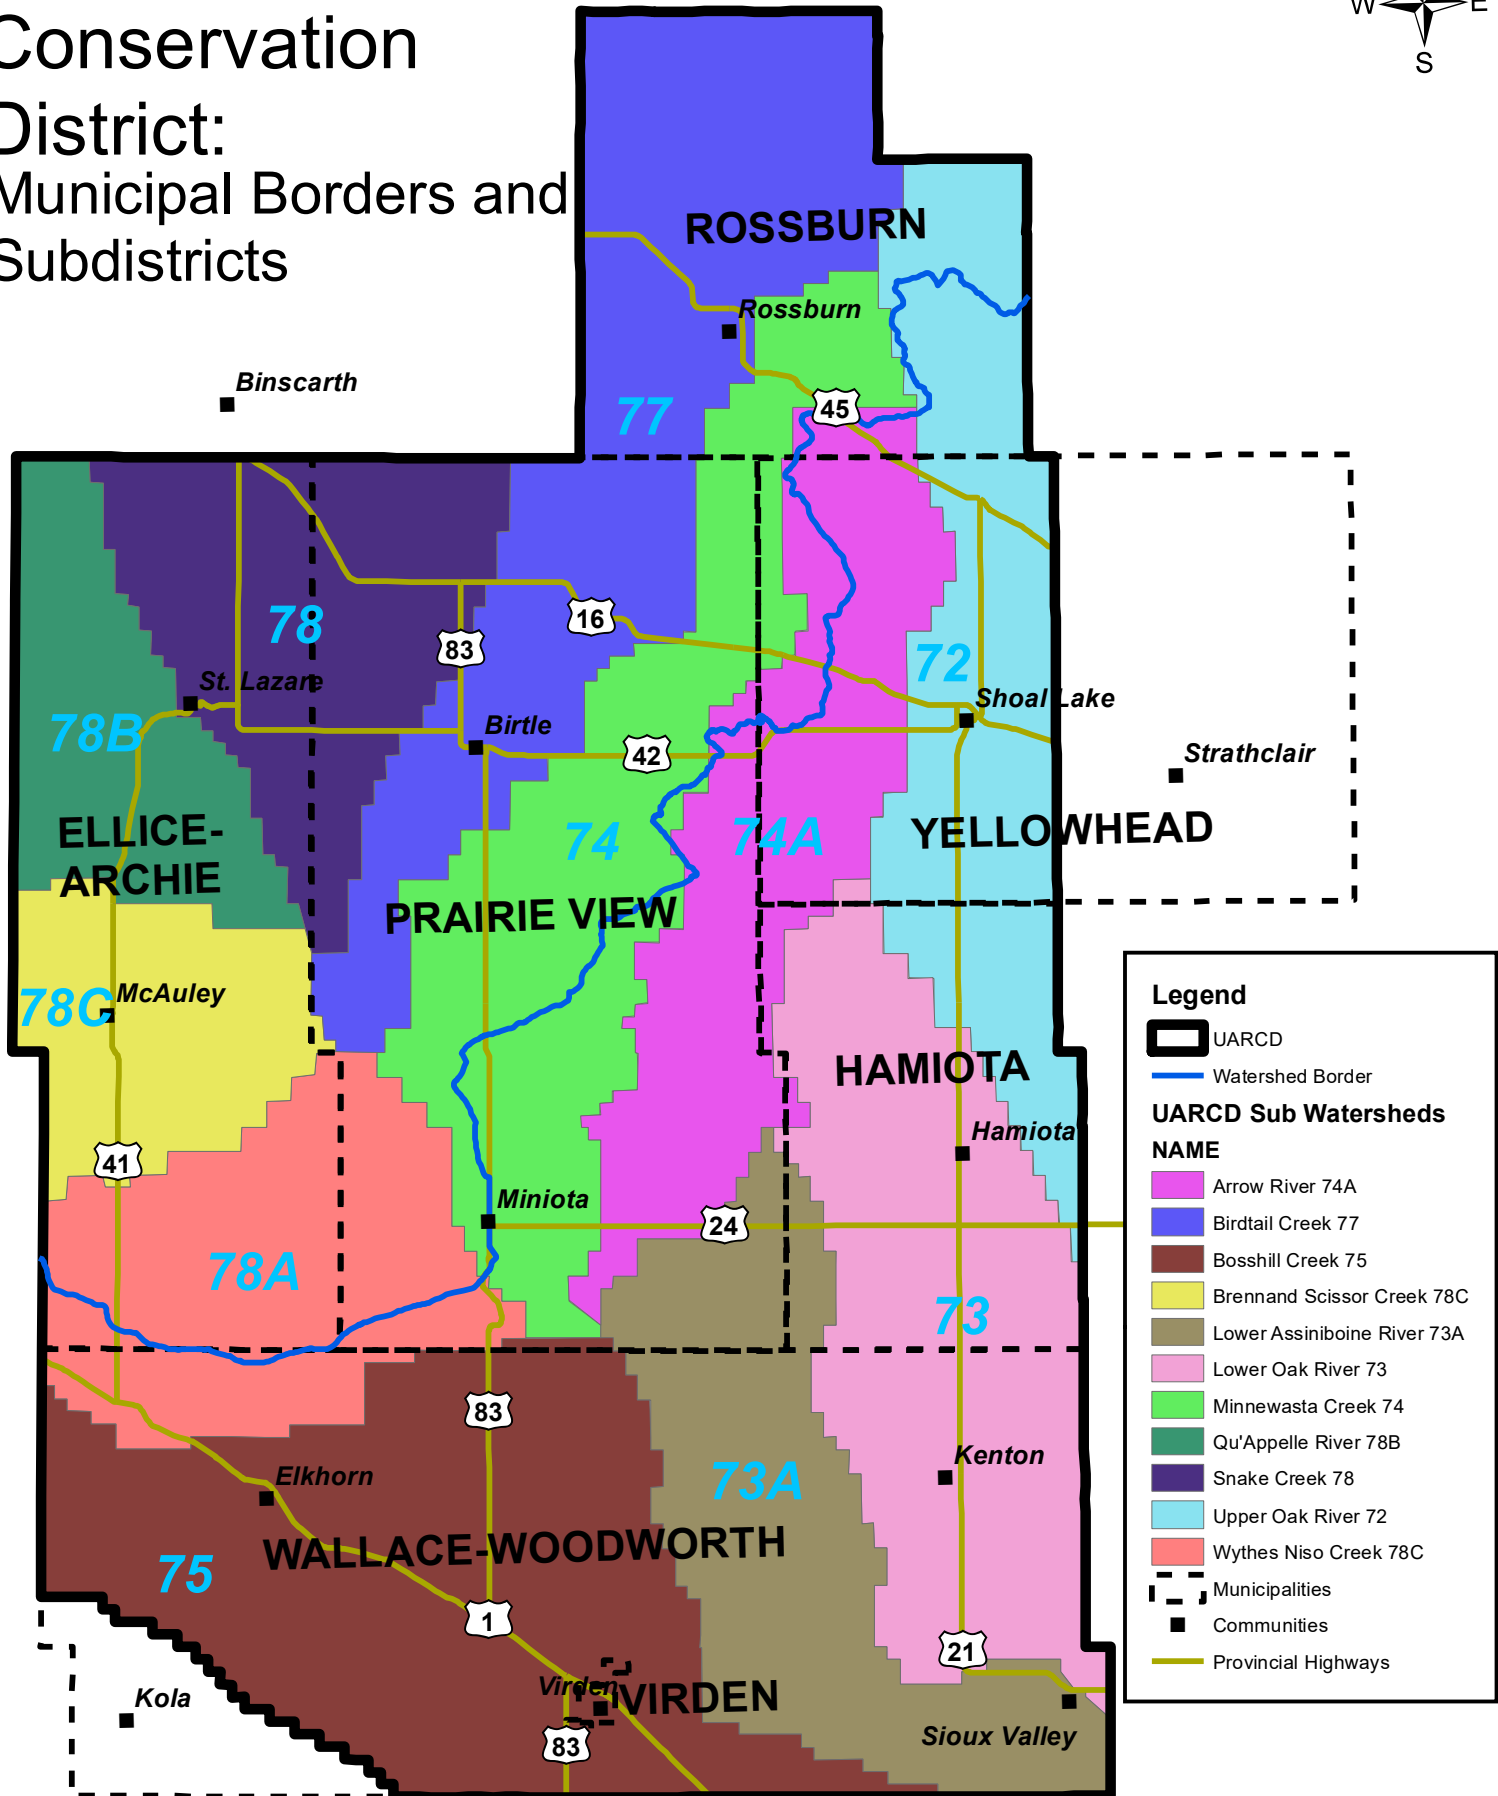 Conservation
District:
Municipal Borders and
Subdistricts
W
E
S
ROSSBURN
Rossburn
Binscarth
77
45
78
16
83
72
St. Lazare
Shoal Lake
78B
Birtle
42
Strathclair
ELLICE-
ARCHIE
74
74A
YELLOWHEAD
PRAIRIE VIEW
78C
McAuley
HAMIOTA
Hamiota
41
Miniota
24
78A
73
83
Kenton
Elkhorn
73A
WALLACE-WOODWORTH
75
1
21
Virden
VIRDEN
Kola
83
Sioux Valley
Legend
UARCD
Watershed Border
UARCD Sub Watersheds
NAME
Arrow River 74A
Birdtail Creek 77
Bosshill Creek 75
Brennand Scissor Creek 78C
Lower Assiniboine River 73A
Lower Oak River 73
Minnewasta Creek 74
Qu'Appelle River 78B
Snake Creek 78
Upper Oak River 72
Wythes Niso Creek 78C
Municipalities
Communities
Provincial Highways